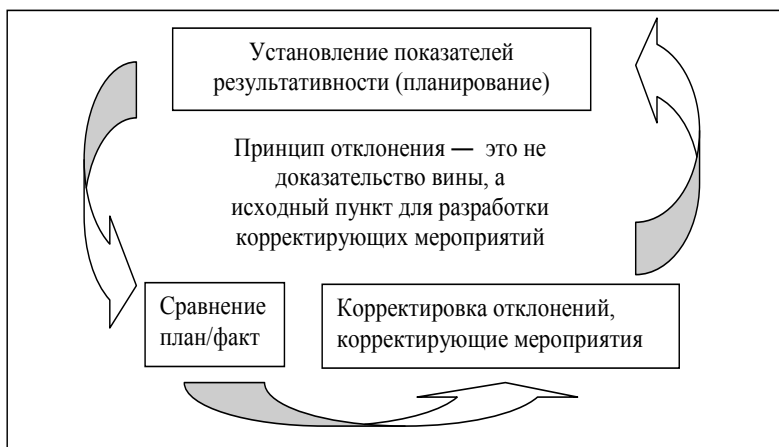 Установление показателей
результативности (планирование)
Принцип отклонения — это не
доказательство вины, а
исходный пункт для разработки
корректирующих мероприятий
Сравнение
план/факт
Корректировка отклонений,
корректирующие мероприятия